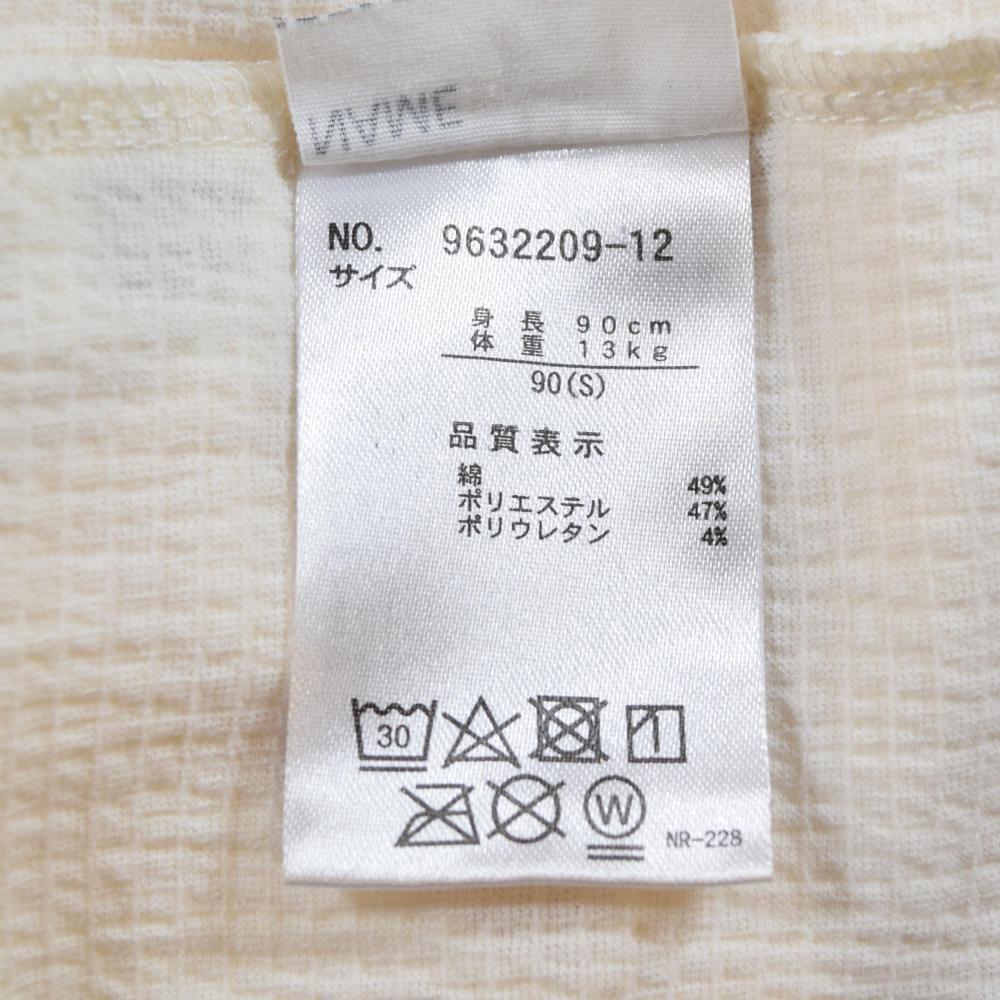 NAME
NO. 9632209-12
サイズ
身長 90cm
体重 13kg
90(S)
品質表示
綿 49%
ポリエステル 47%
ポリウレタン 4%
30
W
NR-228